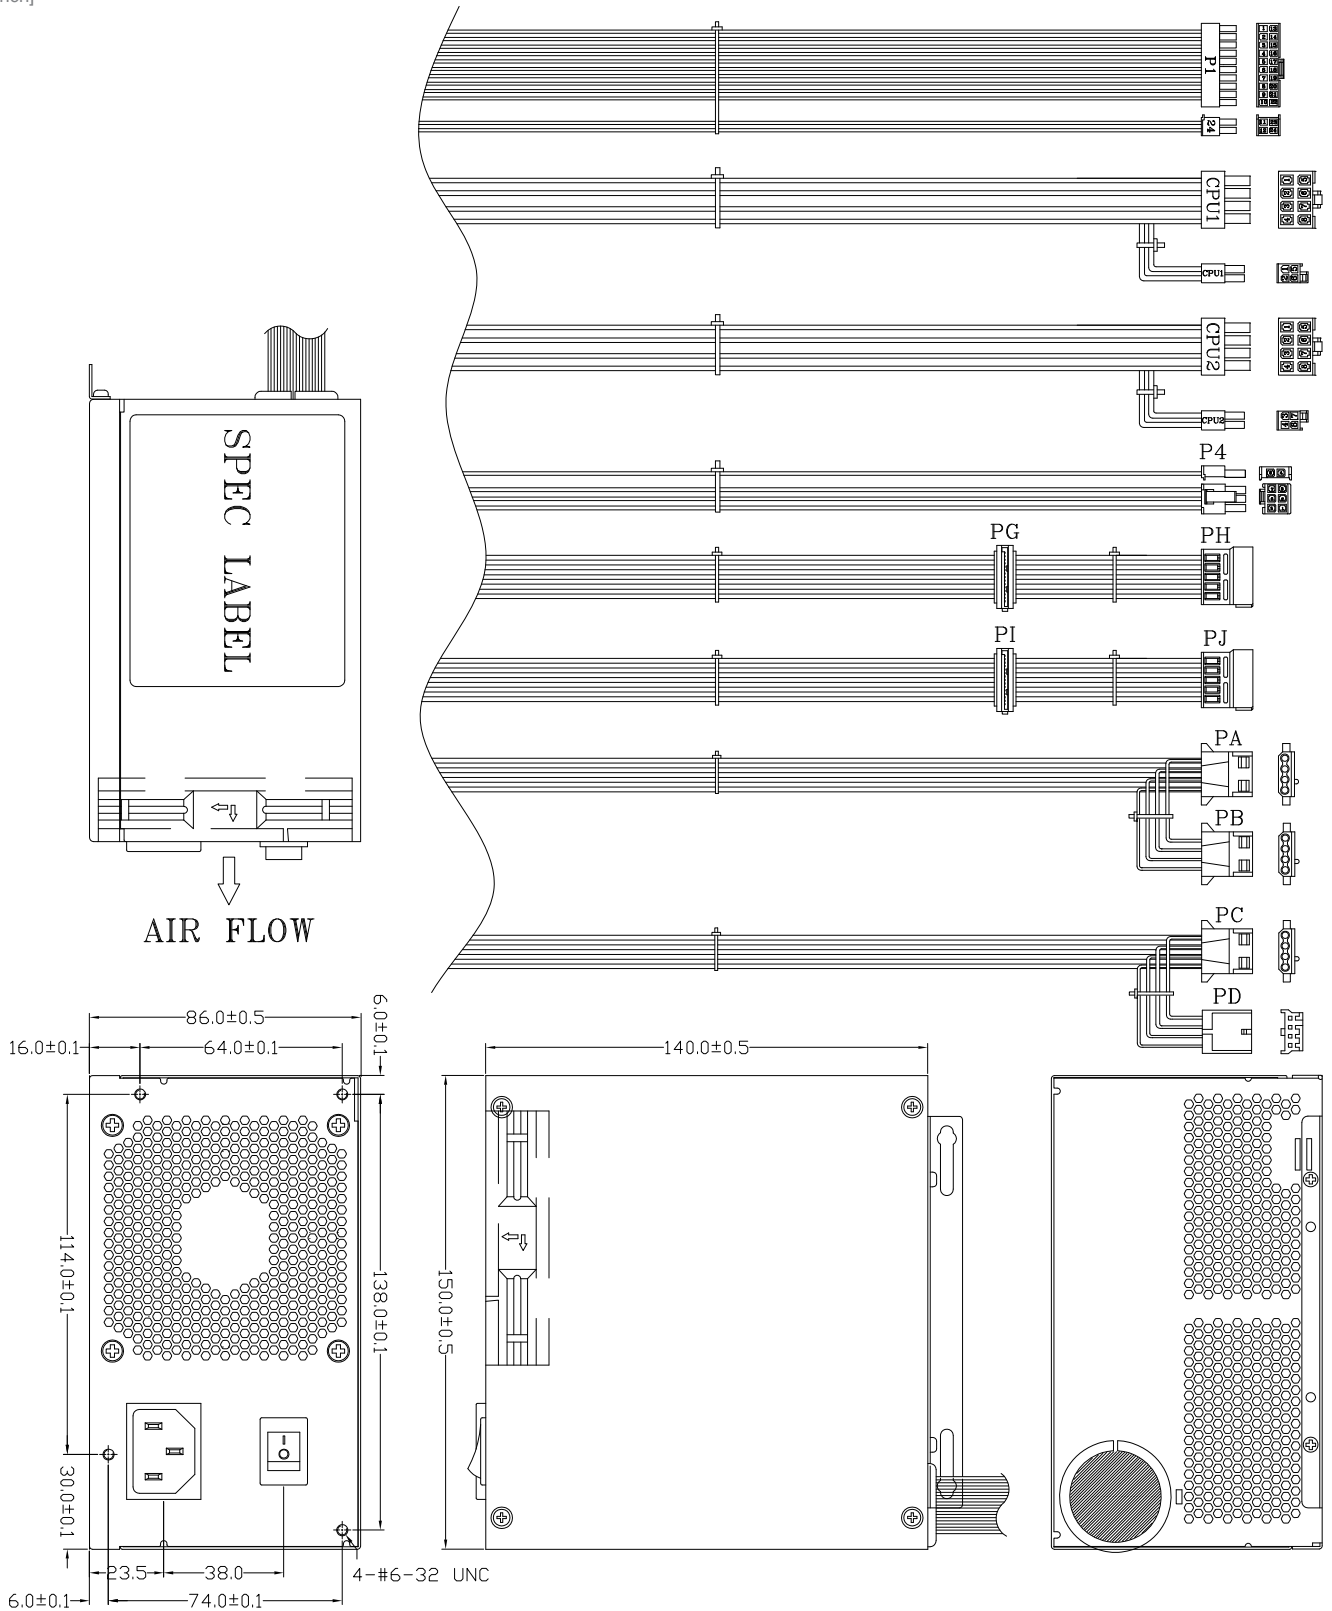 P1
24
CPU1
CPU1
CPU2
CPU2
P4
PG
PH
PI
PJ
PA
PB
PC
PD
SPEC LABEL
AIR FLOW
86.0±0.5
6.0±0.1
16.0±0.1
64.0±0.1
140.0±0.5
114.0±0.1
138.0±0.1
150.0±0.5
30.0±0.1
23.5
38.0
4-#6-32 UNC
6.0±0.1
74.0±0.1